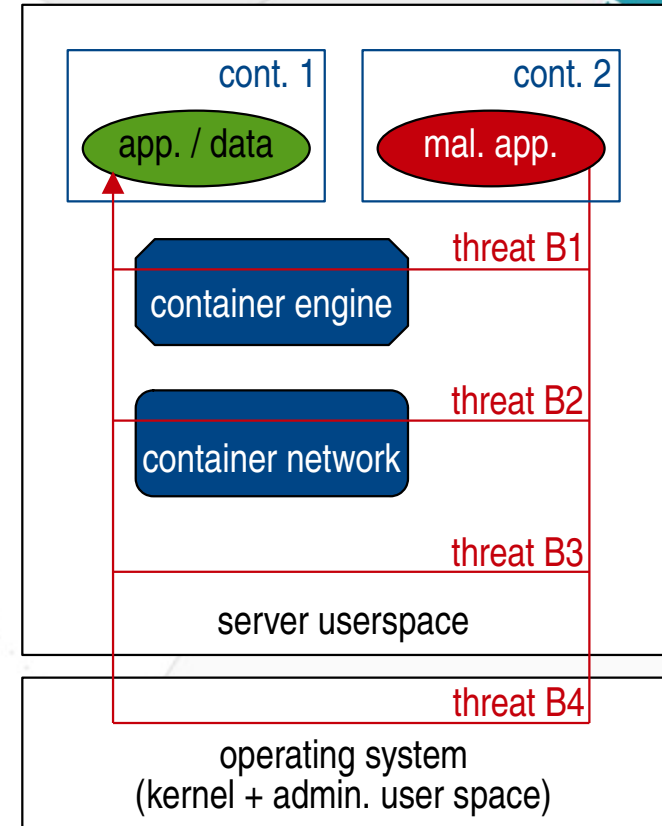 cont. 1
cont. 2
app. / data
mal. app.
threat B1
container engine
threat B2
container network
threat B3
server userspace
threat B4
operating system
(kernel + admin. user space)